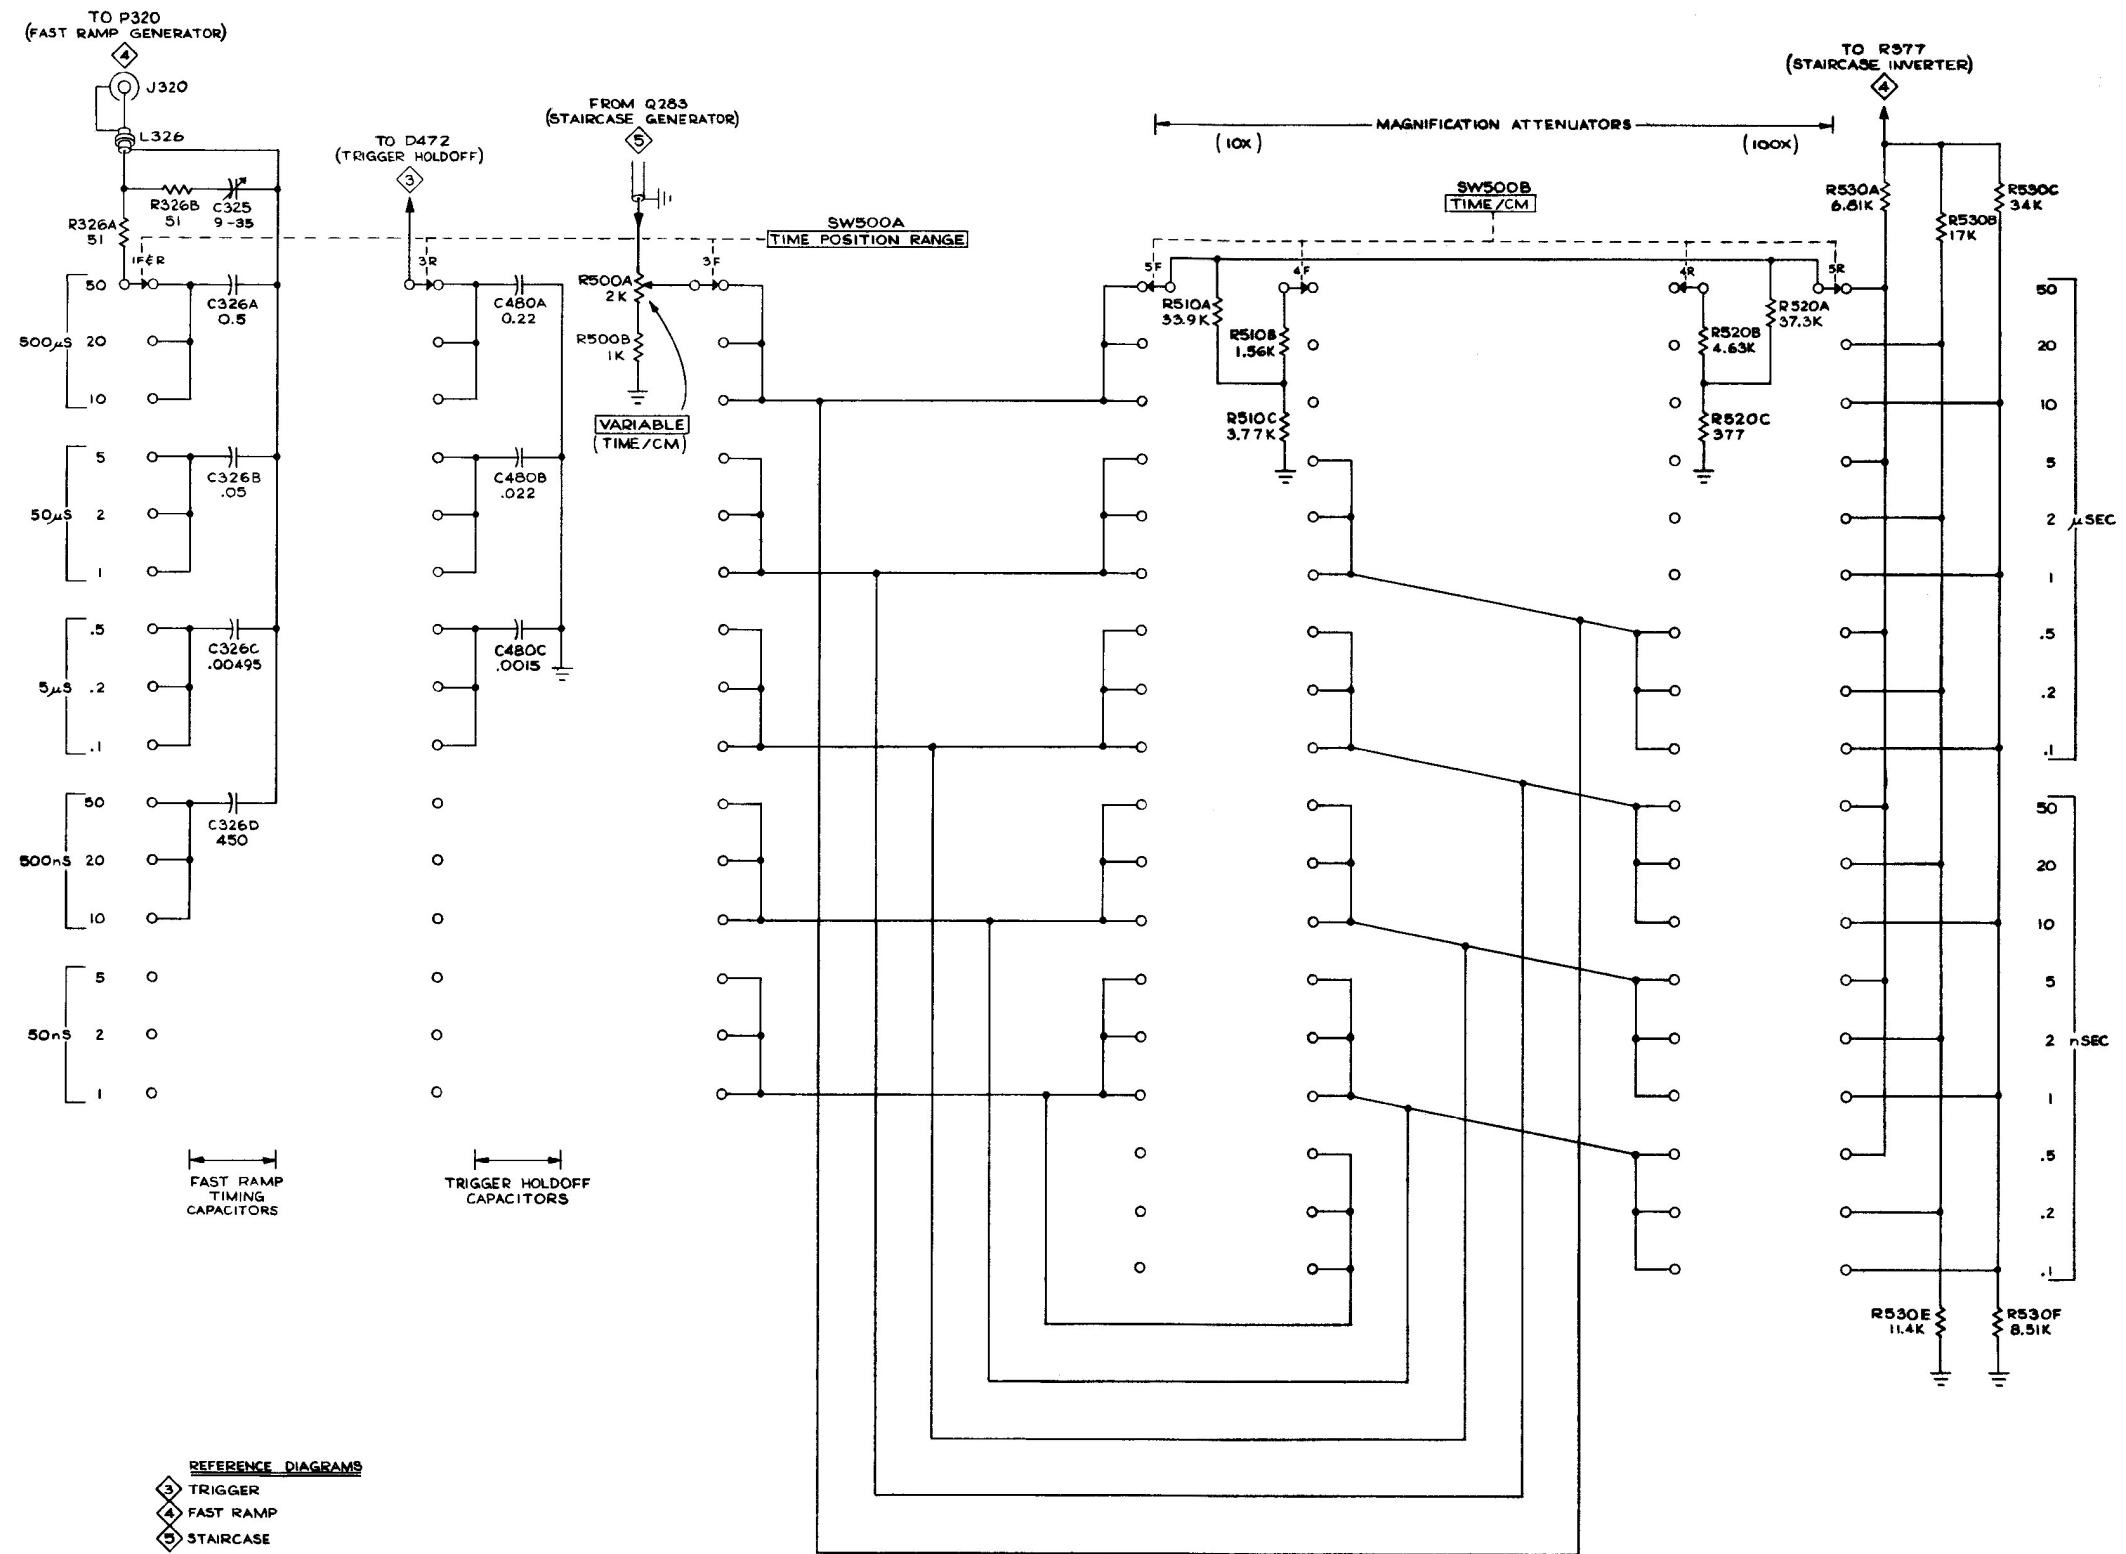 TO P320
(FAST RAMP GENERATOR)
4
J320
L326
R326B
51
C325
9-35
R326A
51
1F&R
TO D472
(TRIGGER HOLDOFF)
3
3R
FROM Q283
(STAIRCASE GENERATOR)
5
SW500A
TIME POSITION RANGE
3F
R500A
2K
R500B
1K
VARIABLE
(TIME/CM)
MAGNIFICATION ATTENUATORS
(10X)
(100X)
SW500B
TIME/CM
5F
4F
4R
5R
R510A
33.9K
R510B
1.56K
R510C
3.77K
R520A
37.3K
R520B
4.63K
R520C
377
TO R377
(STAIRCASE INVERTER)
4
R530A
6.81K
R530B
17K
R530C
34K
500µS
50
20
10
C326A
0.5
C480A
0.22
50µS
5
2
1
C326B
.05
C480B
.022
5µS
.5
.2
.1
C326C
.00495
C480C
.0015
500nS
50
20
10
C326D
450
50nS
5
2
1
50
20
10
5
2
1
.5
.2
.1
µSEC
50
20
10
5
2
1
.5
.2
.1
nSEC
R530E
11.4K
R530F
8.51K
FAST RAMP
TIMING
CAPACITORS
TRIGGER HOLDOFF
CAPACITORS
REFERENCE DIAGRAMS
3 TRIGGER
4 FAST RAMP
5 STAIRCASE